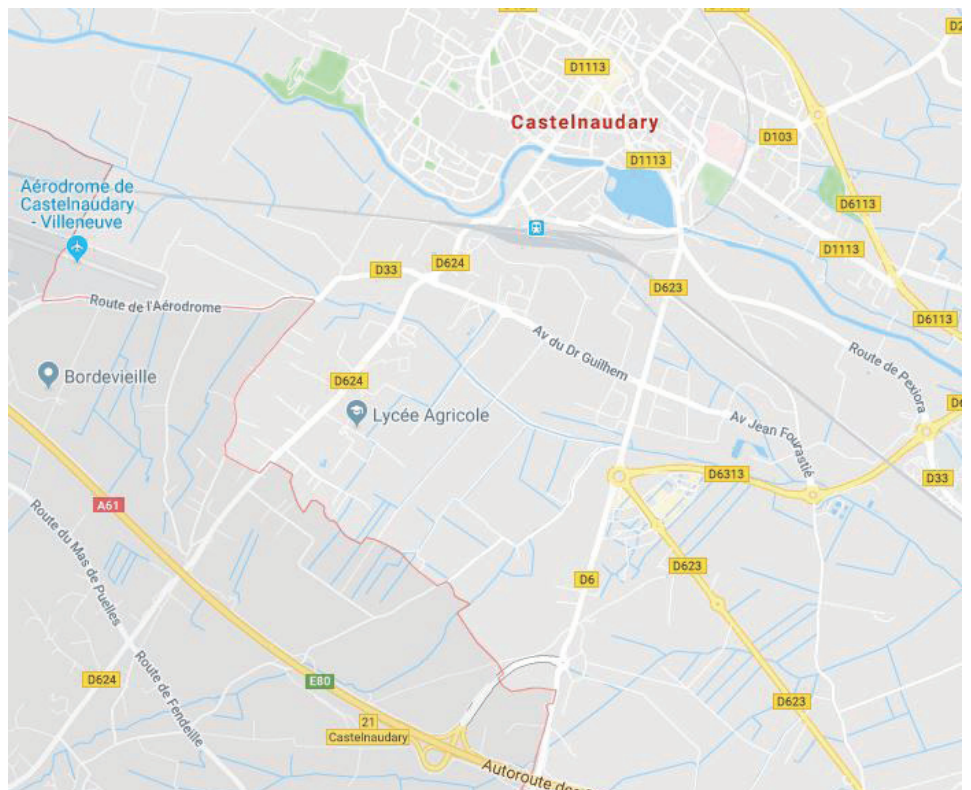 D1113
Castelnaudary
D103
D1113
Aérodrome de
Castelnaudary
- Villeneuve
D6113
D1113
D624
D33
D623
Route de l'Aérodrome
D6113
Av du Dr Guilhem
Route de Pexiora
Bordevieille
D624
Lycée Agricole
Av Jean Fourastié
D6313
D33
A61
Route du Mas de Puelles
D6
D623
D624
Route de Fendeille
E80
D623
21
Castelnaudary
Autoroute des